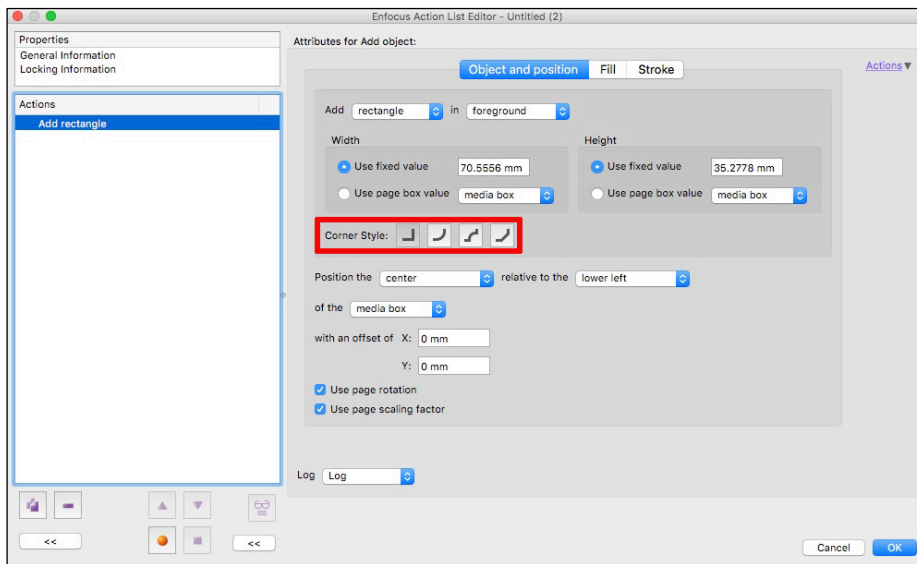 Enfocus Action List Editor - Untitled (2)
Properties
General Information
Locking Information
Actions
Add rectangle
<<
<<
Attributes for Add object:
Actions▼
Object and position Fill Stroke
Add rectangle in foreground
Width Height
Use fixed value 70.5556 mm Use fixed value 35.2778 mm
Use page box value media box Use page box value media box
Corner Style:
Position the center relative to the lower left
of the media box
with an offset of X: 0 mm
Y: 0 mm
Use page rotation
Use page scaling factor
Log Log
Cancel OK